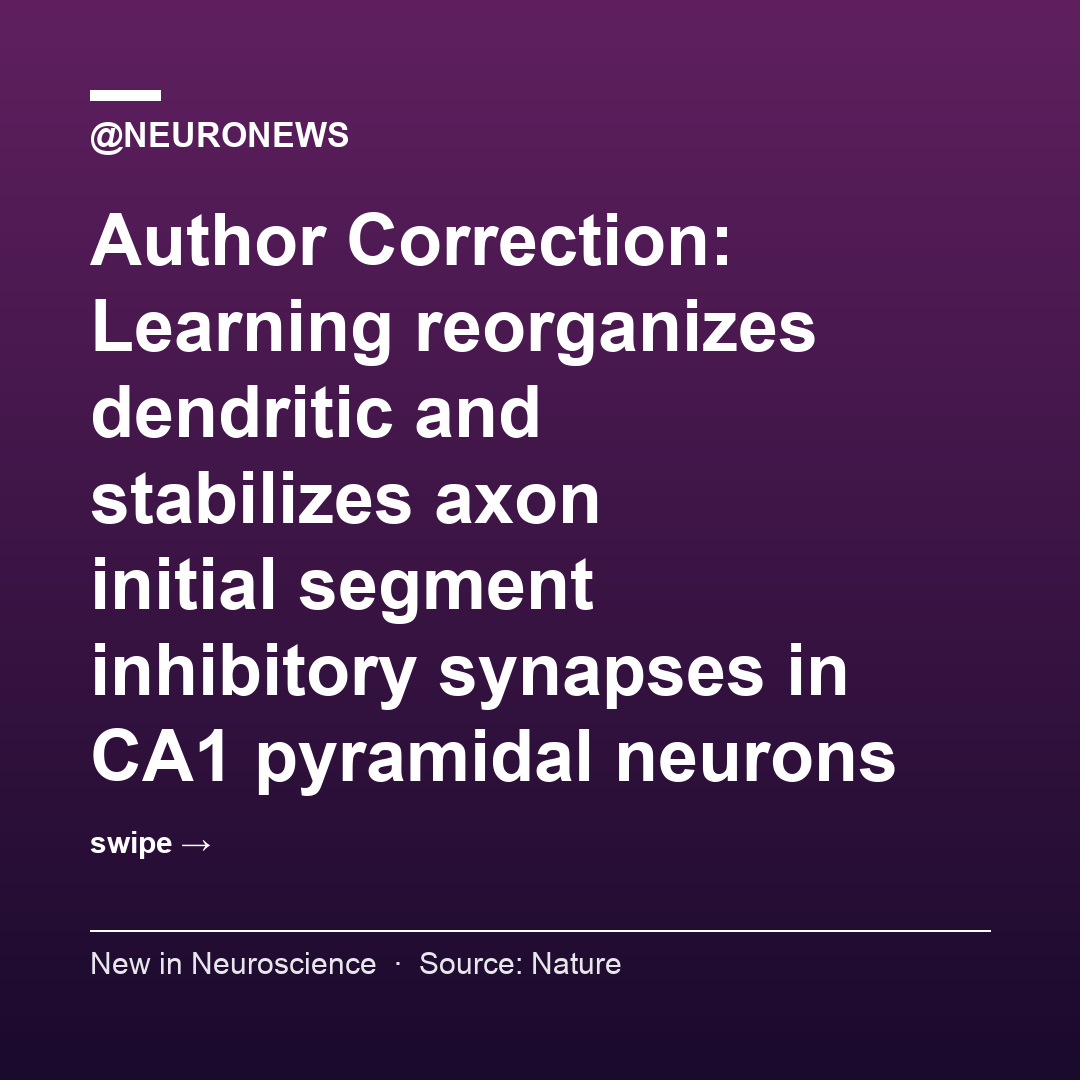 @NEURONEWS
Author Correction:
Learning reorganizes
dendritic and
stabilizes axon
initial segment
inhibitory synapses in
CA1 pyramidal neurons
swipe →
New in Neuroscience · Source: Nature